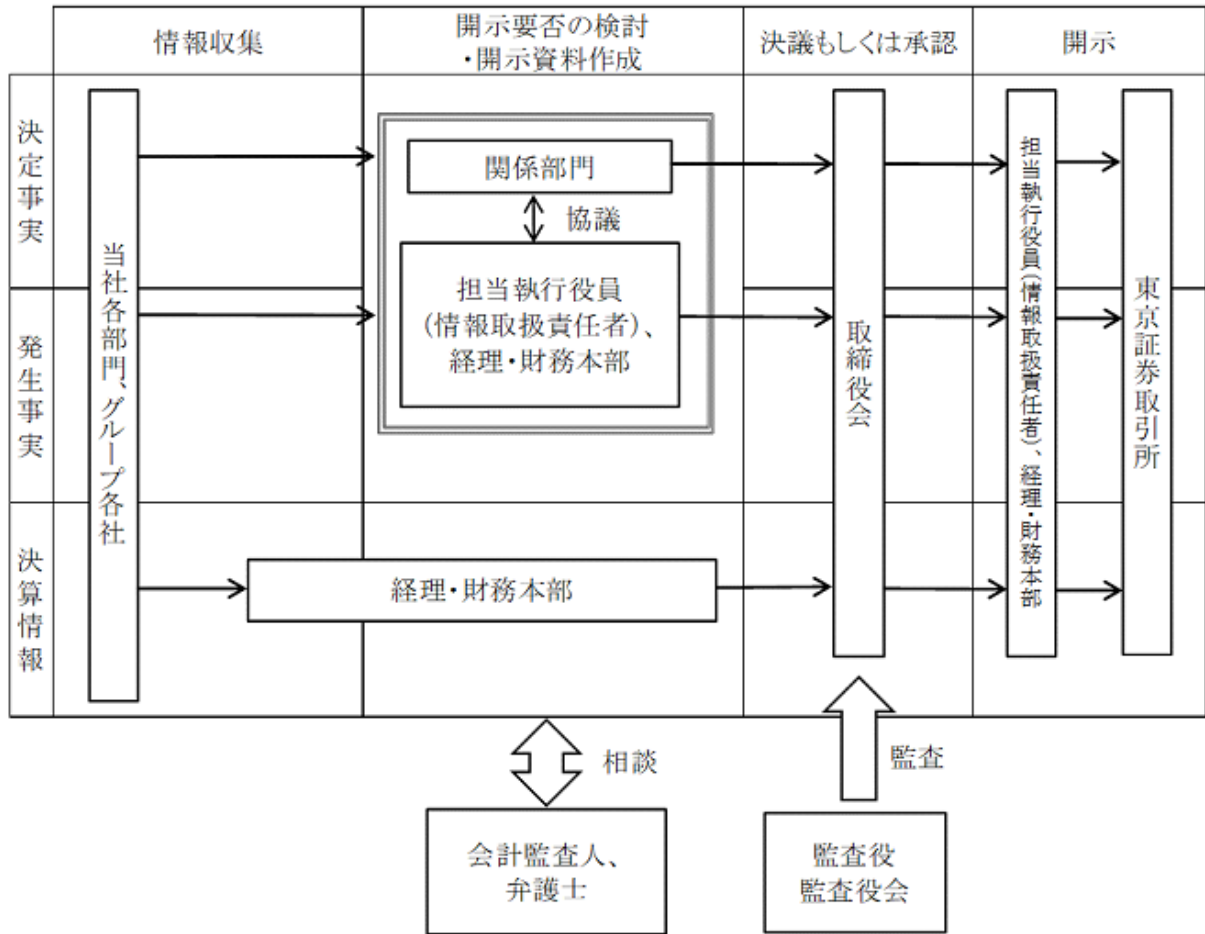 情報収集
開示要否の検討
・開示資料作成
決議もしくは承認
開示
決定事実
発生事実
決算情報
当社各部門、グループ各社
関係部門
協議
担当執行役員
(情報取扱責任者)、
経理・財務本部
経理・財務本部
取締役会
担当執行役員(情報取扱責任者)、経理・財務本部
東京証券取引所
相談
監査
会計監査人、
弁護士
監査役
監査役会